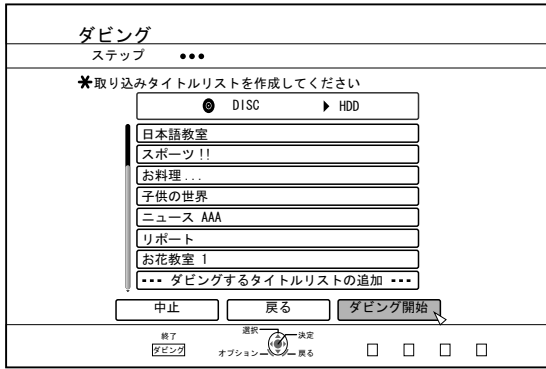 ダビング
ステップ •••
✱取り込みタイトルリストを作成してください
DISC ▶ HDD
日本語教室
スポーツ!!
お料理...
子供の世界
ニュース AAA
リポート
お花教室 1
--- ダビングするタイトルリストの追加 ---
中止 戻る ダビング開始
終了 選択 決定
ダビング オプション 戻る